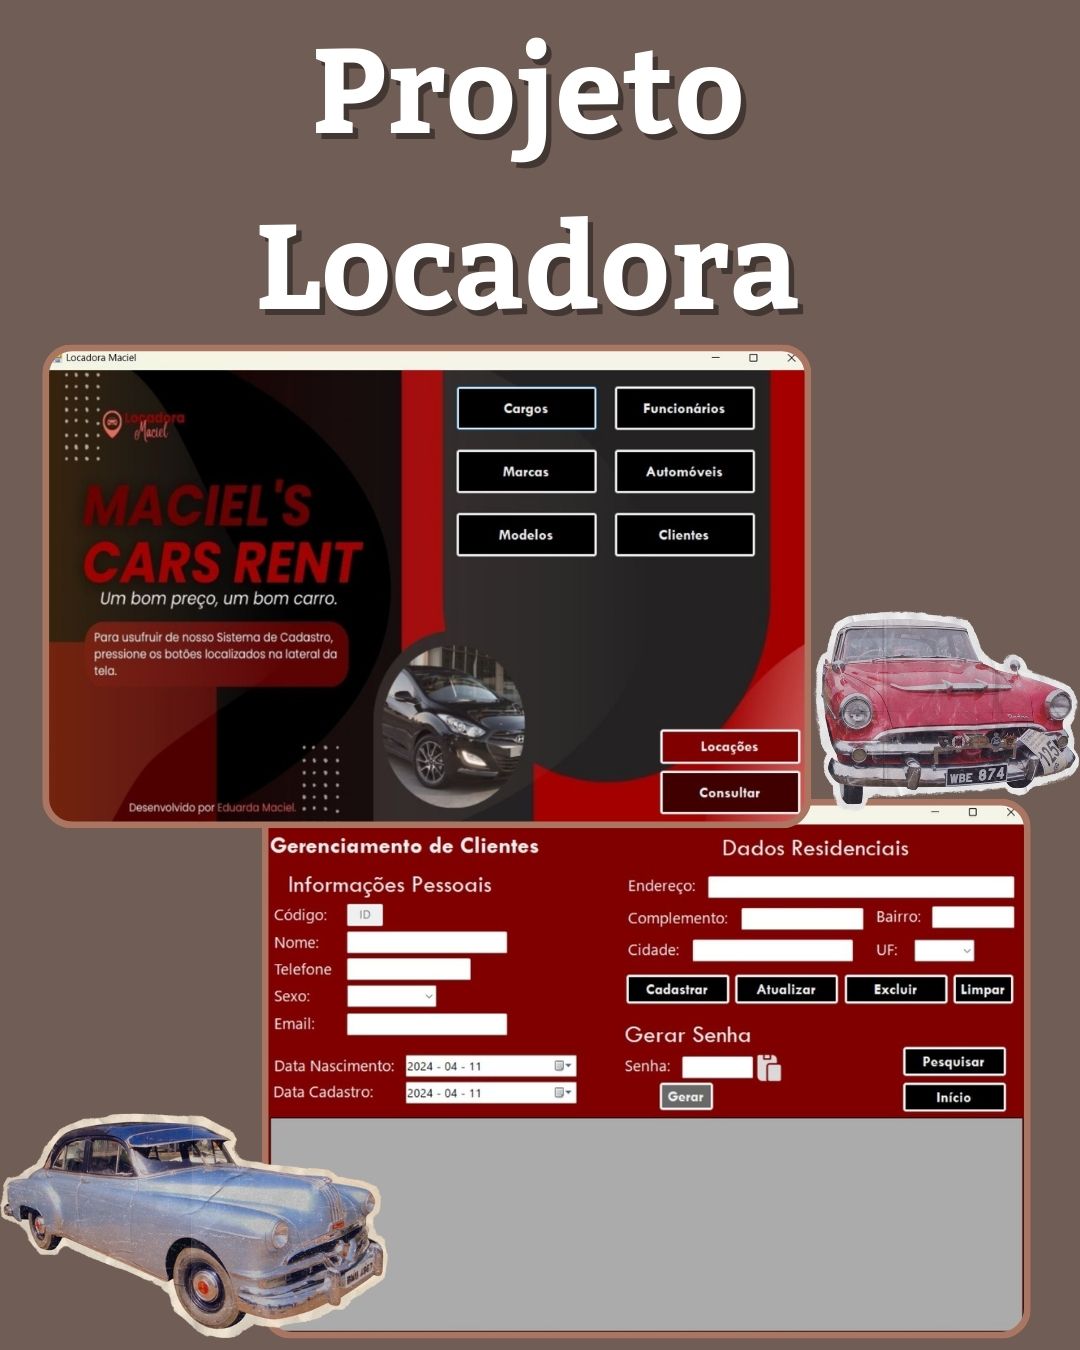 Projeto
Locadora
Locadora Maciel
Locadora
Maciel
MACIEL'S
CARS RENT
Um bom preço, um bom carro.
Para usufruir de nosso Sistema de Cadastro,
pressione os botões localizados na lateral da
tela.
Desenvolvido por Eduarda Maciel.
Cargos
Funcionários
Marcas
Automóveis
Modelos
Clientes
Locações
Consultar
WBE 874
125
Gerenciamento de Clientes
Informações Pessoais
Código: ID
Nome:
Telefone
Sexo:
Email:
Data Nascimento: 2024 - 04 - 11
Data Cadastro: 2024 - 04 - 11
Dados Residenciais
Endereço:
Complemento: Bairro:
Cidade: UF:
Cadastrar Atualizar Excluir Limpar
Gerar Senha
Senha:
Gerar
Pesquisar
Início